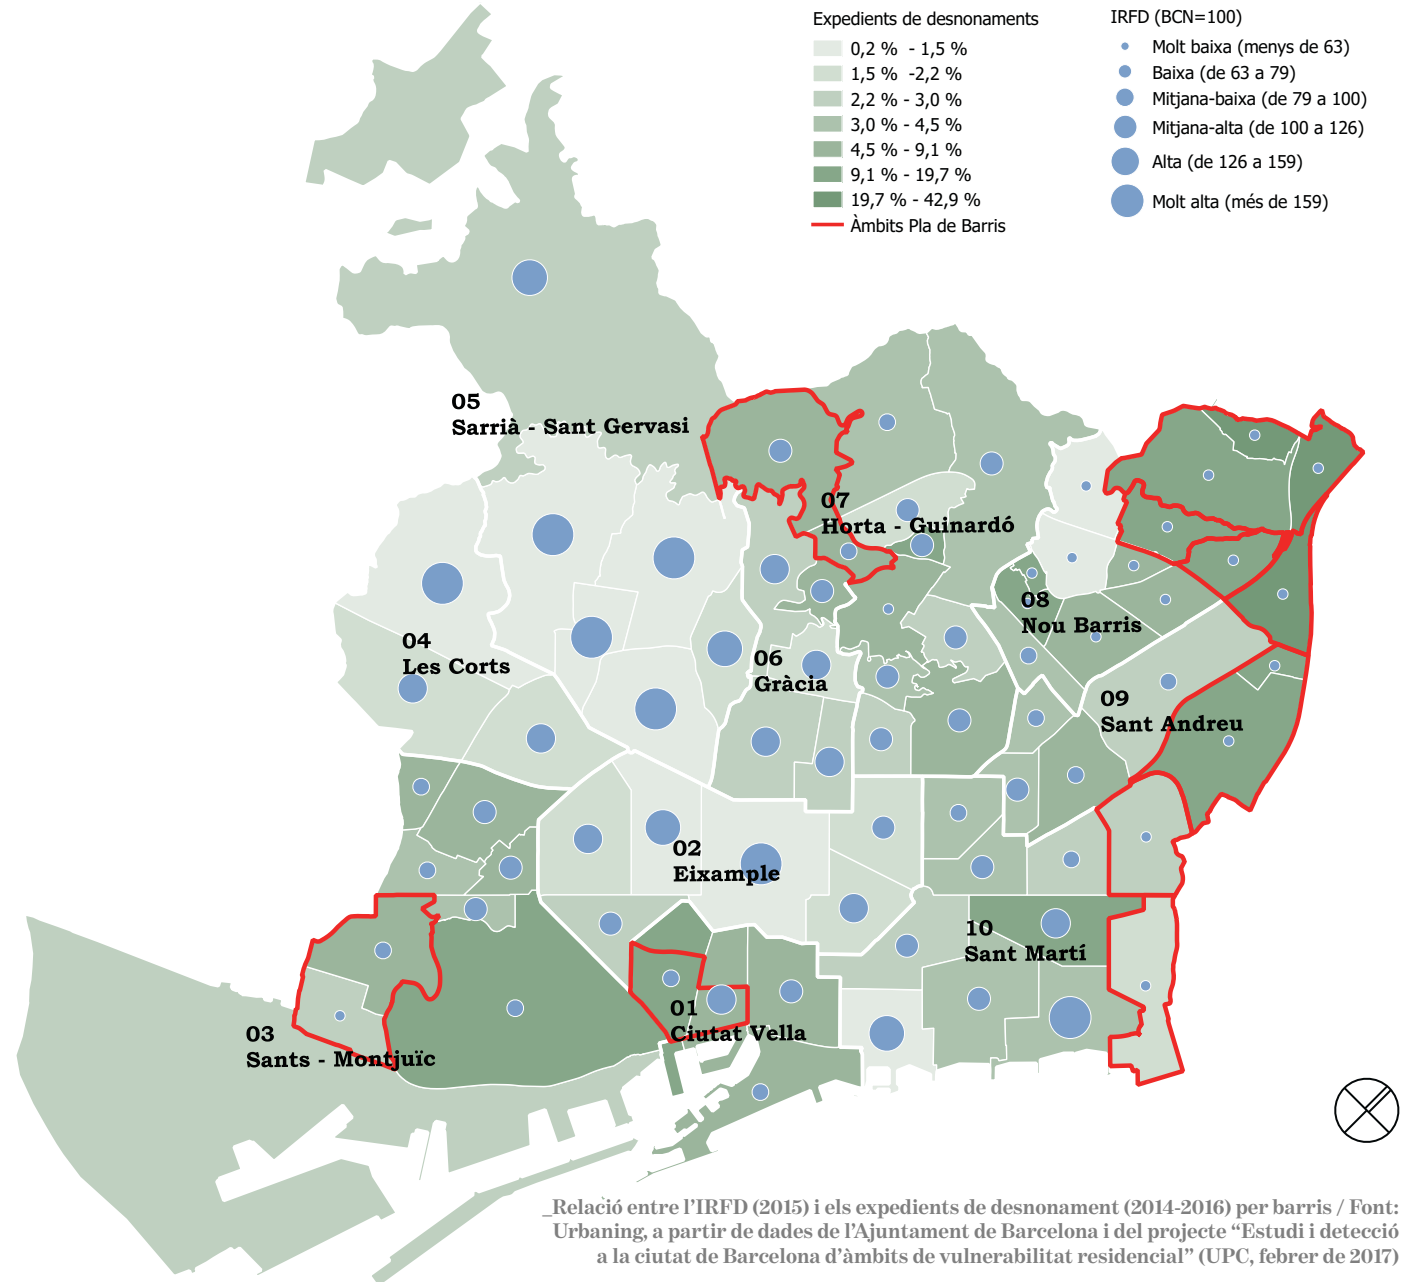 Expedients de desnonaments
0,2 % - 1,5 %
1,5 % -2,2 %
2,2 % - 3,0 %
3,0 % - 4,5 %
4,5 % - 9,1 %
9,1 % - 19,7 %
19,7 % - 42,9 %
Àmbits Pla de Barris
IRFD (BCN=100)
Molt baixa (menys de 63)
Baixa (de 63 a 79)
Mitjana-baixa (de 79 a 100)
Mitjana-alta (de 100 a 126)
Alta (de 126 a 159)
Molt alta (més de 159)
05
Sarrià - Sant Gervasi
07
Horta - Guinardó
08
Nou Barris
04
Les Corts
06
Gràcia
09
Sant Andreu
02
Eixample
10
Sant Martí
01
Ciutat Vella
03
Sants - Montjuïc
_Relació entre l'IRFD (2015) i els expedients de desnonament (2014-2016) per barris / Font:
Urbaning, a partir de dades de l'Ajuntament de Barcelona i del projecte “Estudi i detecció
a la ciutat de Barcelona d'àmbits de vulnerabilitat residencial” (UPC, febrer de 2017)